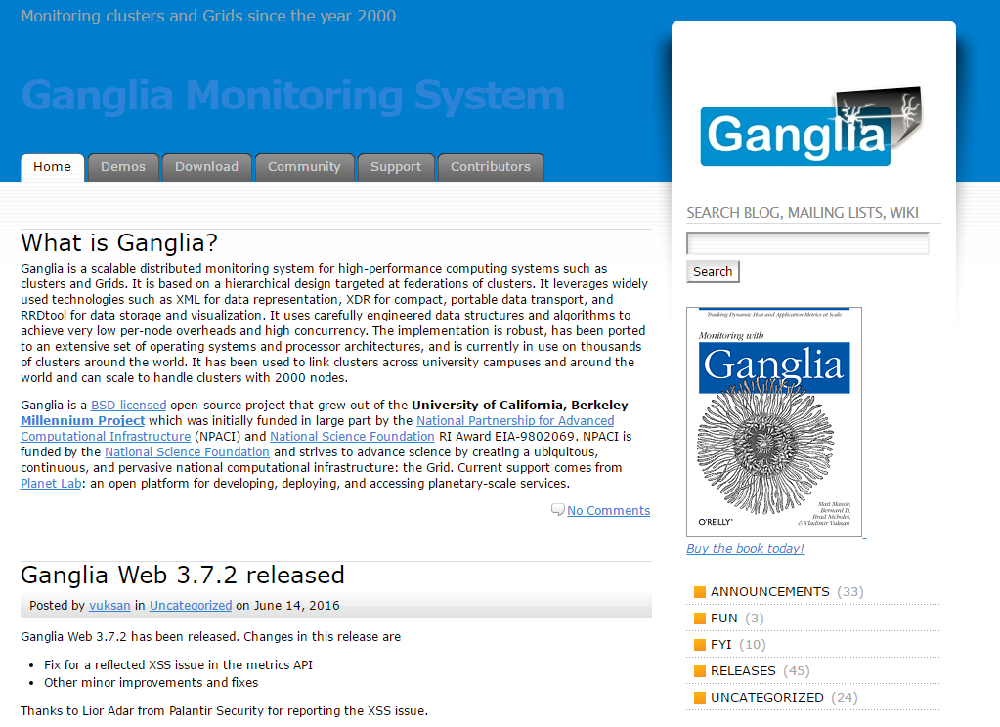 Monitoring clusters and Grids since the year 2000
Ganglia Monitoring System
Home
Demos
Download
Community
Support
Contributors
What is Ganglia?
Ganglia is a scalable distributed monitoring system for high-performance computing systems such as
clusters and Grids. It is based on a hierarchical design targeted at federations of clusters. It leverages widely
used technologies such as XML for data representation, XDR for compact, portable data transport, and
RRDtool for data storage and visualization. It uses carefully engineered data structures and algorithms to
achieve very low per-node overheads and high concurrency. The implementation is robust, has been ported
to an extensive set of operating systems and processor architectures, and is currently in use on thousands
of clusters around the world. It has been used to link clusters across university campuses and around the
world and can scale to handle clusters with 2000 nodes.
Ganglia is a BSD-licensed open-source project that grew out of the University of California, Berkeley
Millennium Project which was initially funded in large part by the National Partnership for Advanced
Computational Infrastructure (NPACI) and National Science Foundation RI Award EIA-9802069. NPACI is
funded by the National Science Foundation and strives to advance science by creating a ubiquitous,
continuous, and pervasive national computational infrastructure: the Grid. Current support comes from
Planet Lab: an open platform for developing, deploying, and accessing planetary-scale services.
No Comments
Ganglia Web 3.7.2 released
Posted by vuksan in Uncategorized on June 14, 2016
Ganglia Web 3.7.2 has been released. Changes in this release are
• Fix for a reflected XSS issue in the metrics API
• Other minor improvements and fixes
Thanks to Lior Adar from Palantir Security for reporting the XSS issue.
Ganglia
SEARCH BLOG, MAILING LISTS, WIKI
Search
Tracking Dynamic Host and Application Metrics at Scale
Monitoring with
Ganglia
Matt Massie,
Bernard Li,
Brad Nicholes,
& Vladimir Vuksan
O'REILLY®
Buy the book today!
ANNOUNCEMENTS (33)
FUN (3)
FYI (10)
RELEASES (45)
UNCATEGORIZED (24)